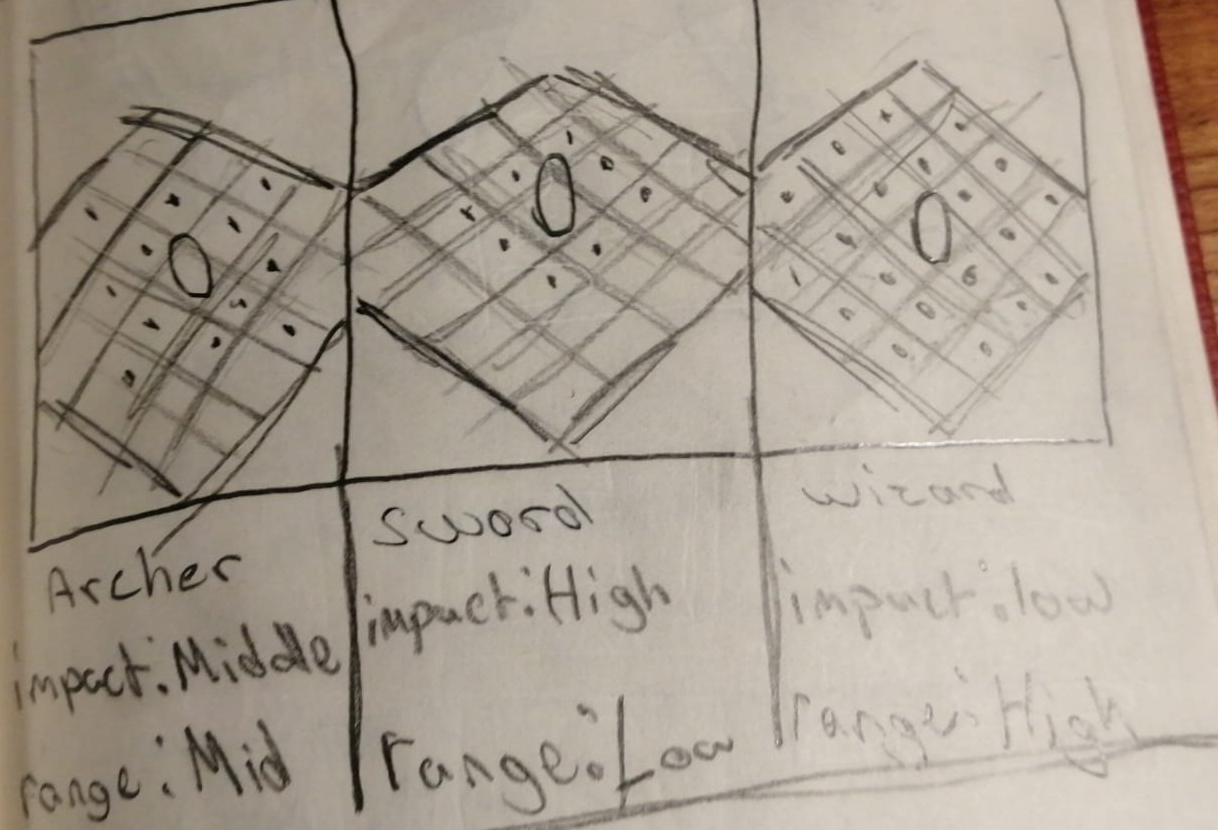 Archer
impact:Middle
range:Mid
Sword
impact:High
range:Low
wizard
impact:low
range:High